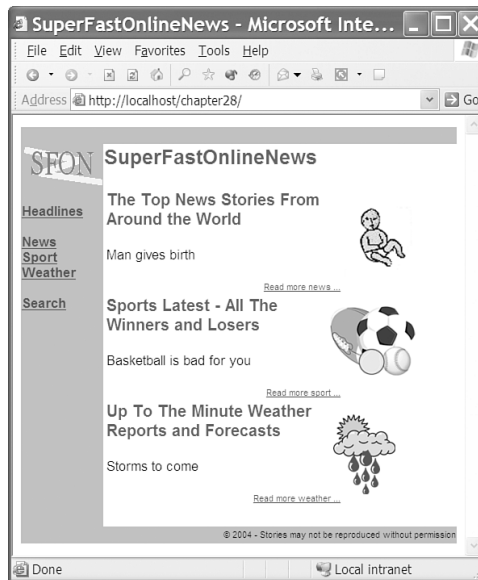 SuperFastOnlineNews - Microsoft Inte...
File Edit View Favorites Tools Help
Address http://localhost/chapter28/ Go
SFON
SuperFastOnlineNews
Headlines
News
Sport
Weather
Search
The Top News Stories From
Around the World
Man gives birth
Read more news ...
Sports Latest - All The
Winners and Losers
Basketball is bad for you
Read more sport ...
Up To The Minute Weather
Reports and Forecasts
Storms to come
Read more weather ...
© 2004 - Stories may not be reproduced without permission
Done Local intranet